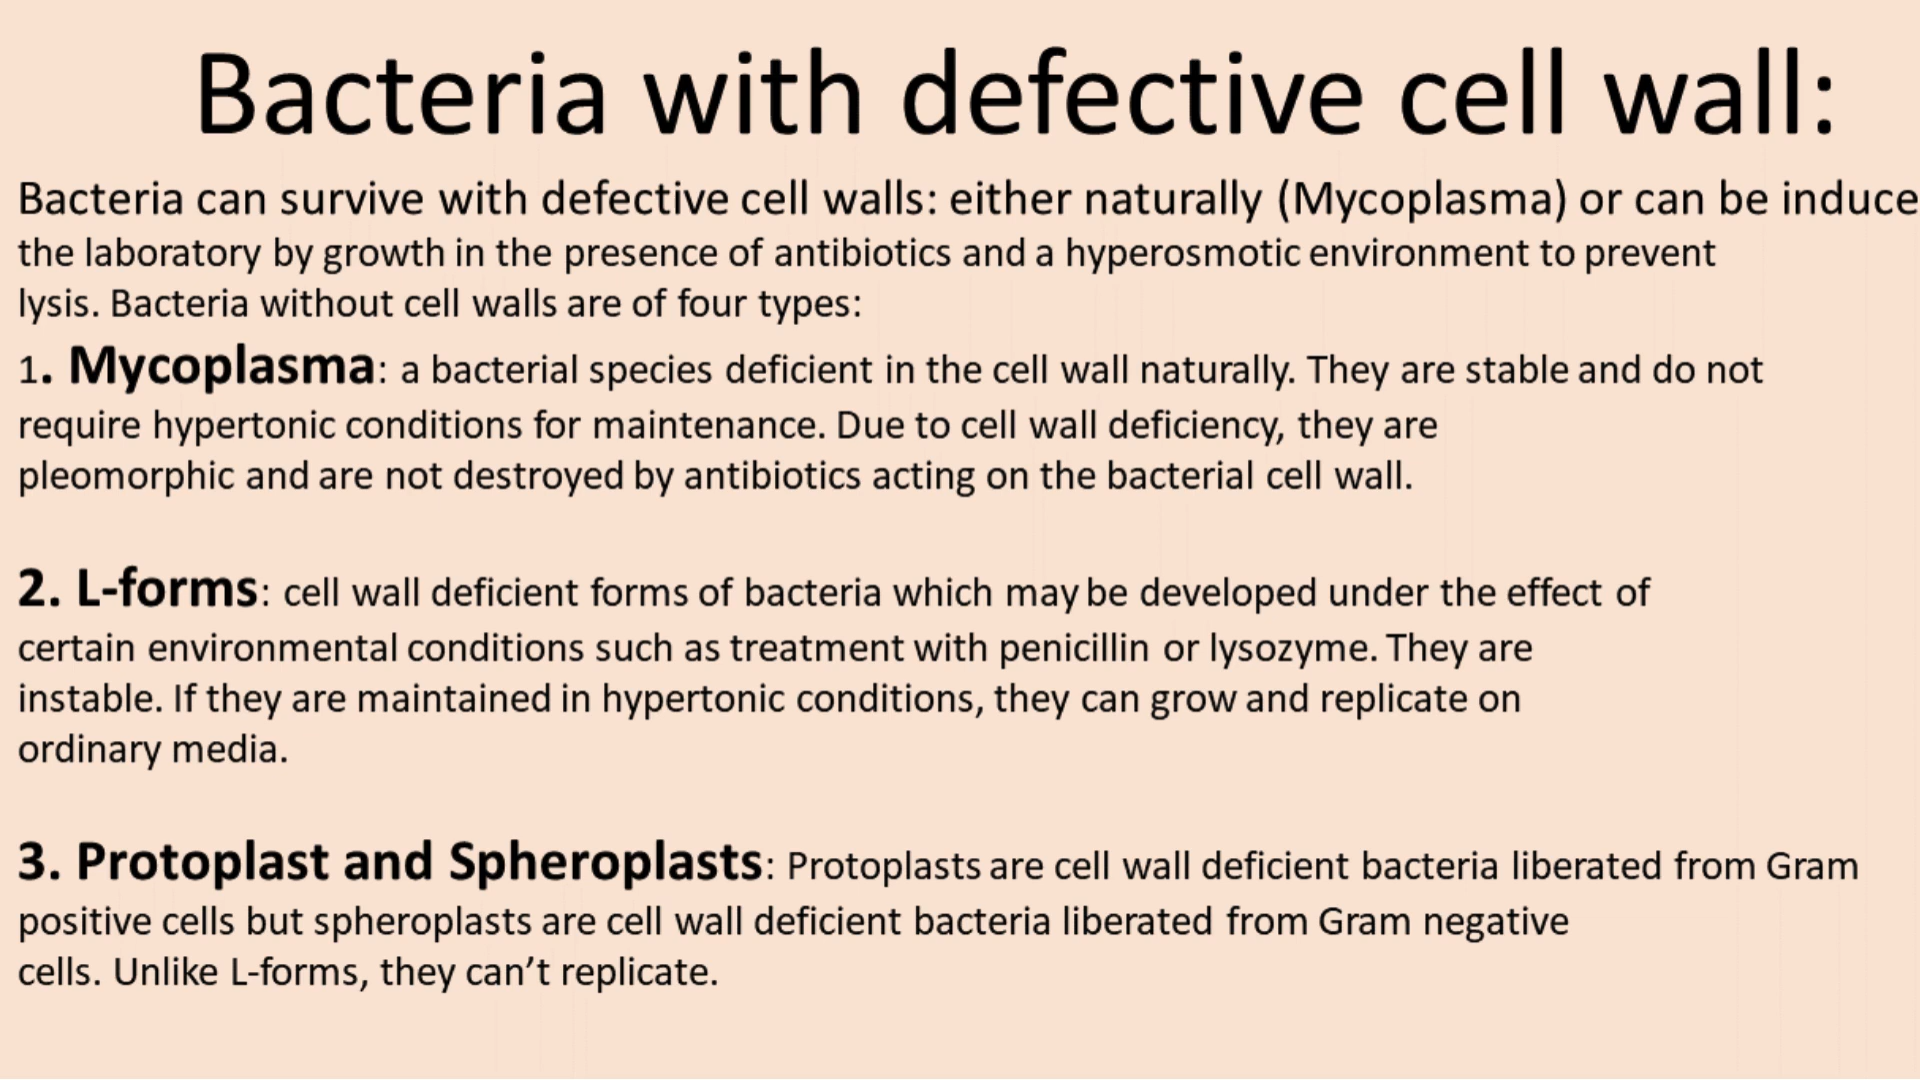 Bacteria with defective cell wall:
Bacteria can survive with defective cell walls: either naturally (Mycoplasma) or can be induce
the laboratory by growth in the presence of antibiotics and a hyperosmotic environment to prevent
lysis. Bacteria without cell walls are of four types:
1. Mycoplasma: a bacterial species deficient in the cell wall naturally. They are stable and do not
require hypertonic conditions for maintenance. Due to cell wall deficiency, they are
pleomorphic and are not destroyed by antibiotics acting on the bacterial cell wall.
2. L-forms: cell wall deficient forms of bacteria which may be developed under the effect of
certain environmental conditions such as treatment with penicillin or lysozyme. They are
instable. If they are maintained in hypertonic conditions, they can grow and replicate on
ordinary media.
3. Protoplast and Spheroplasts: Protoplasts are cell wall deficient bacteria liberated from Gram
positive cells but spheroplasts are cell wall deficient bacteria liberated from Gram negative
cells. Unlike L-forms, they can’t replicate.